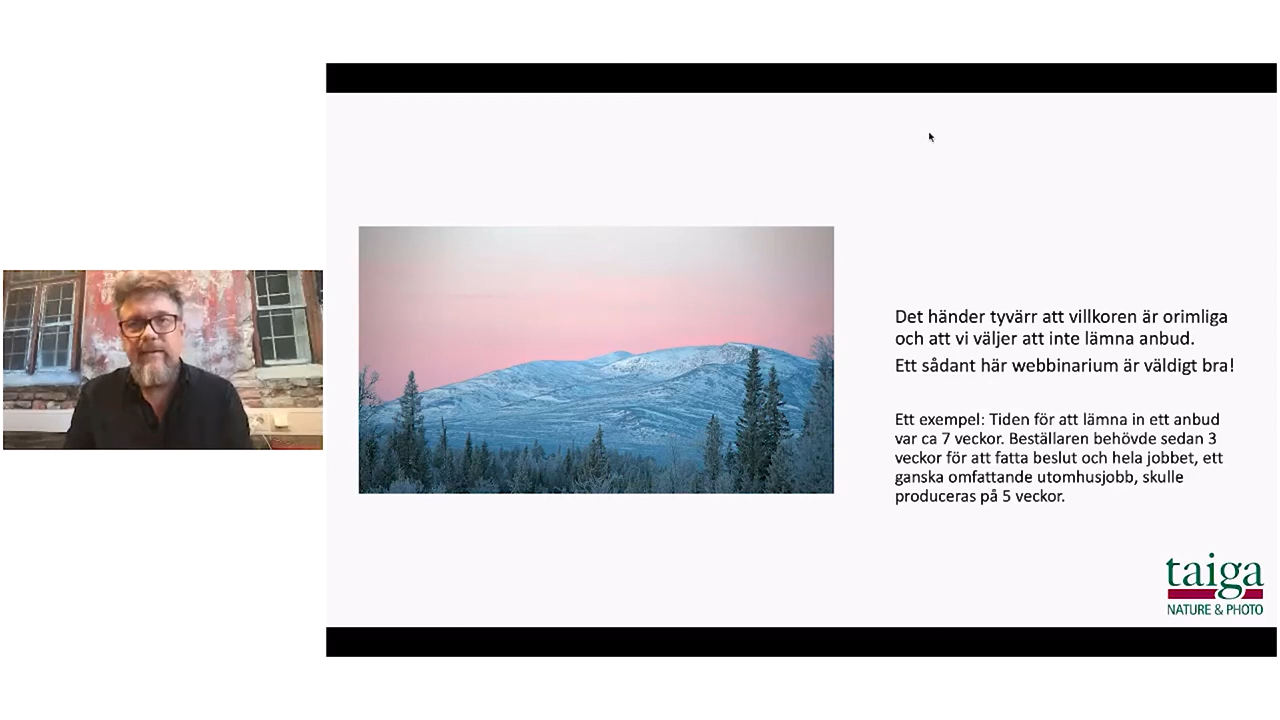 Det händer tyvärr att villkoren är orimliga
och att vi väljer att inte lämna anbud.
Ett sådant här webbinarium är väldigt bra!
Ett exempel: Tiden för att lämna in ett anbud
var ca 7 veckor. Beställaren behövde sedan 3
veckor för att fatta beslut och hela jobbet, ett
ganska omfattande utomhusjobb, skulle
produceras på 5 veckor.
taiga
NATURE & PHOTO